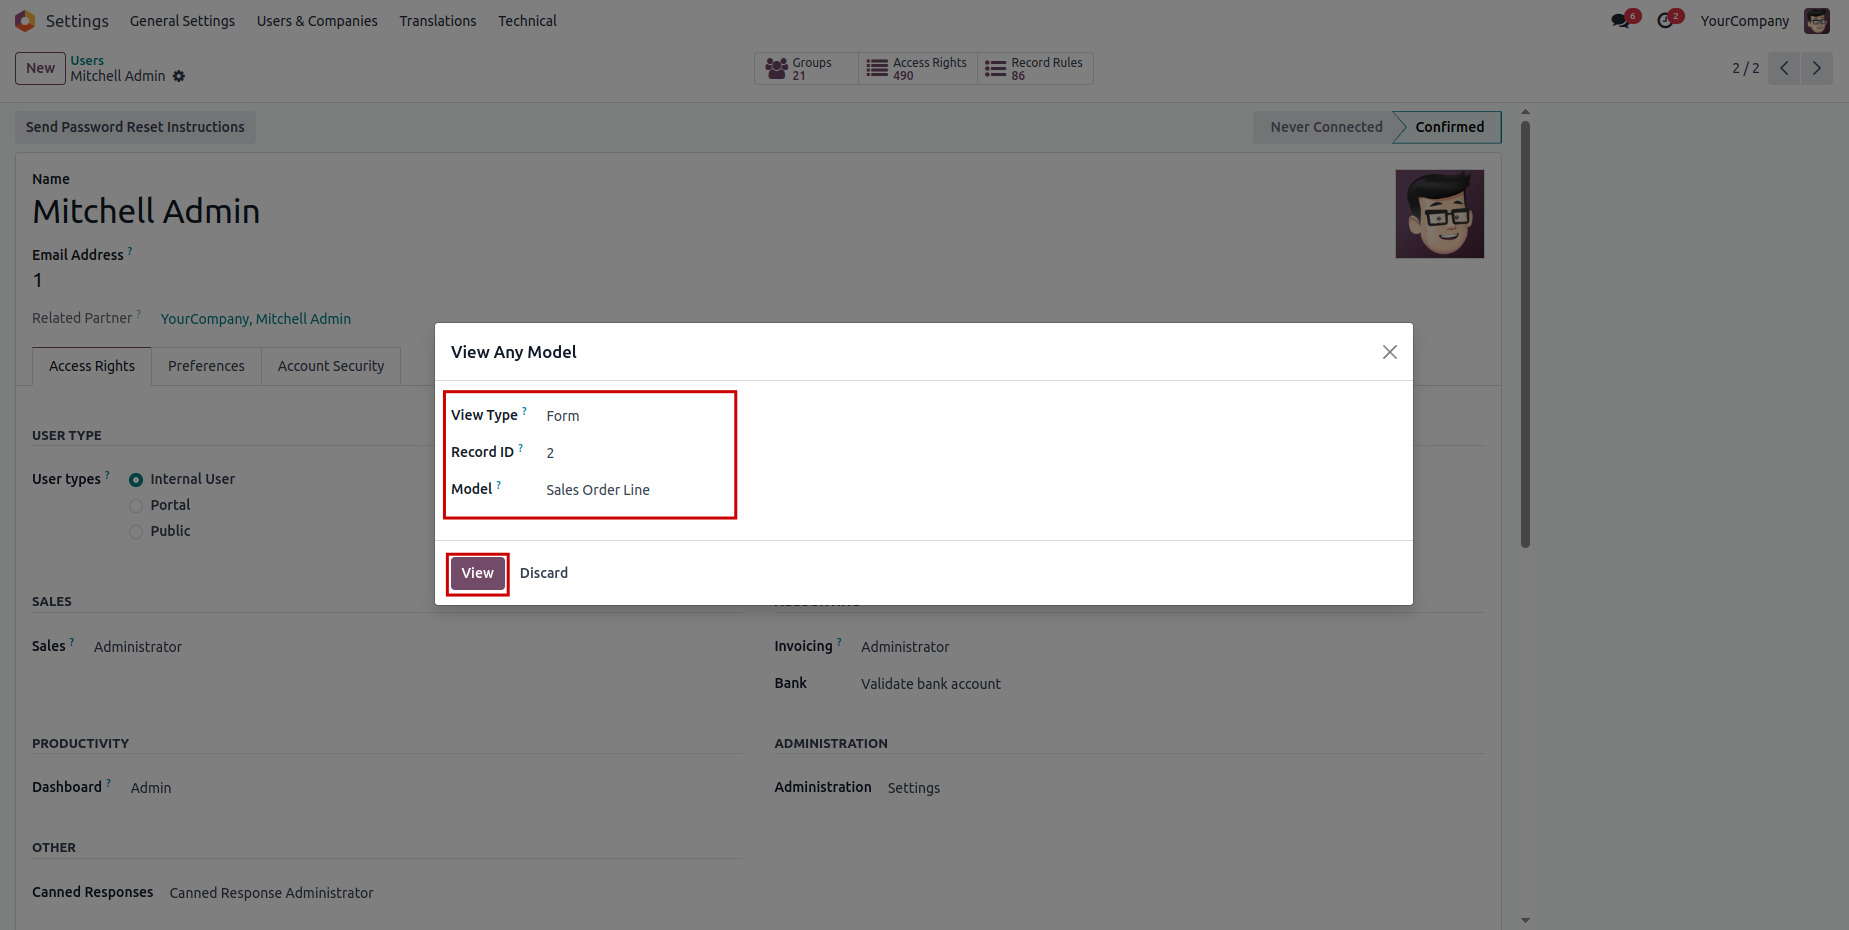 Settings General Settings Users & Companies Translations Technical 6 2 YourCompany
New Users Groups 21 Access Rights 490 Record Rules 86 2 / 2
Mitchell Admin
Send Password Reset Instructions Never Connected Confirmed
Name
Mitchell Admin
Email Address ?
1
Related Partner ? YourCompany, Mitchell Admin
Access Rights Preferences Account Security
View Any Model
View Type ? Form
Record ID ? 2
Model ? Sales Order Line
View Discard
USER TYPE
User types ? Internal User
Portal
Public
SALES
Sales ? Administrator
Invoicing ? Administrator
Bank Validate bank account
PRODUCTIVITY ADMINISTRATION
Dashboard ? Admin Administration Settings
OTHER
Canned Responses Canned Response Administrator